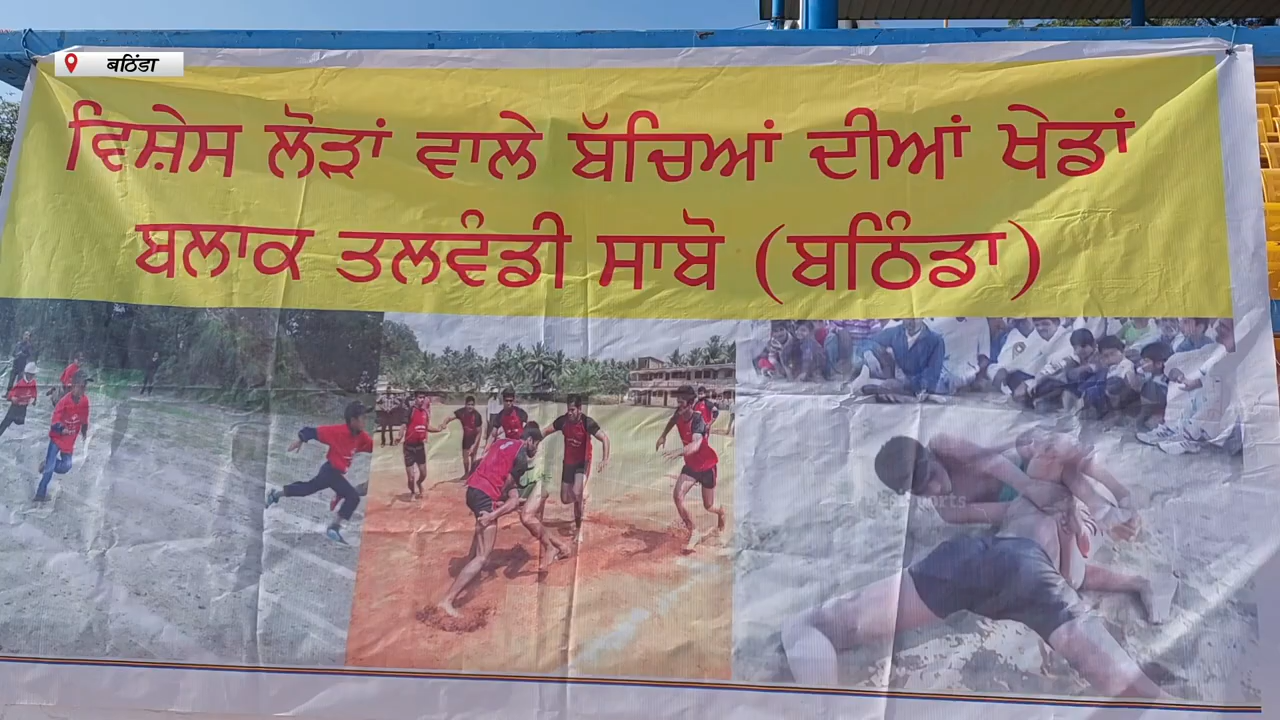 ਬਠਿੰਡਾ
ਵਿਸ਼ੇਸ ਲੋੜਾਂ ਵਾਲੇ ਬੱਚਿਆਂ ਦੀਆਂ ਖੇਡਾਂ
ਬਲਾਕ ਤਲਵੰਡੀ ਸਾਬੋ (ਬਠਿੰਡਾ)